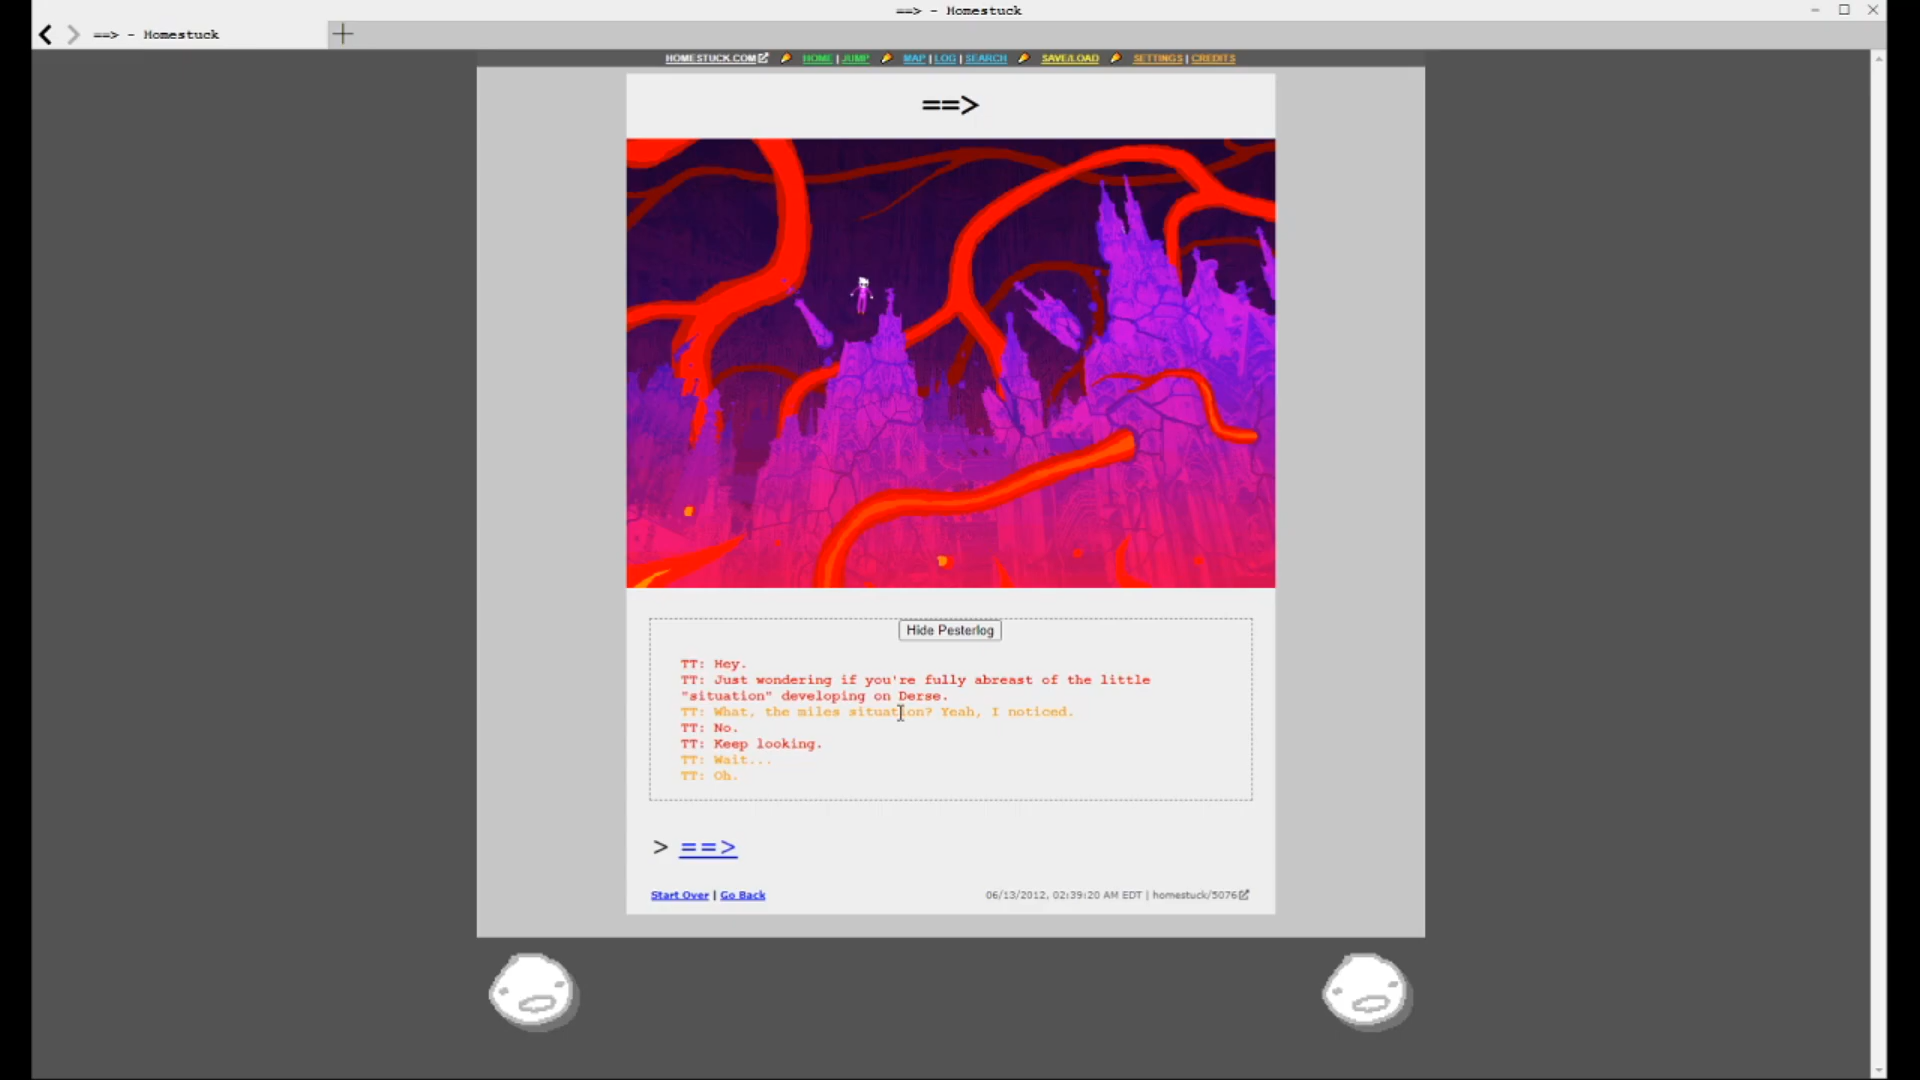 ==> - Homestuck
==> - Homestuck
HOMESTUCK.COM HOME | JUMP MAP | LOG | SEARCH SAVE/LOAD SETTINGS | CREDITS
==>
Hide Pesterlog
TT: Hey.
TT: Just wondering if you're fully abreast of the little
"situation" developing on Derse.
TT: What, the miles situation? Yeah, I noticed.
TT: No.
TT: Keep looking.
TT: Wait...
TT: Oh.
> ==>
Start Over | Go Back
06/13/2012, 02:39:20 AM EDT | homestuck/5076